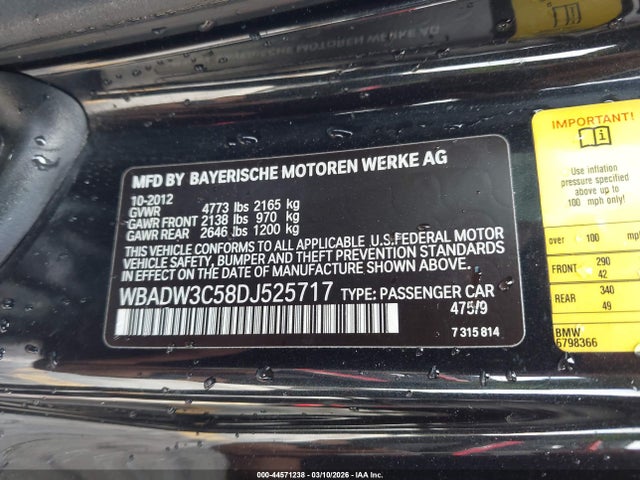 MFD BY BAYERISCHE MOTOREN WERKE AG
10-2012
GVWR 4773 lbs 2165 kg
GAWR FRONT 2138 lbs 970 kg
GAWR REAR 2646 lbs 1200 kg
THIS VEHICLE CONFORMS TO ALL APPLICABLE U.S.FEDERAL MOTOR
VEHICLE SAFETY, BUMPER AND THEFT PREVENTION STANDARDS
IN EFFECT ON THE DATE OF MANUFACTURE SHOWN ABOVE.
WBADW3C58DJ525717 TYPE: PASSENGER CAR
475/9
7 315 814
IMPORTANT!
Use inflation
pressure specified
above up to
100 mph only!
over 100 mp
FRONT 290
42
REAR 340
49
BMW
6798366
000-44571238 - 03/10/2026 - IAA INC.